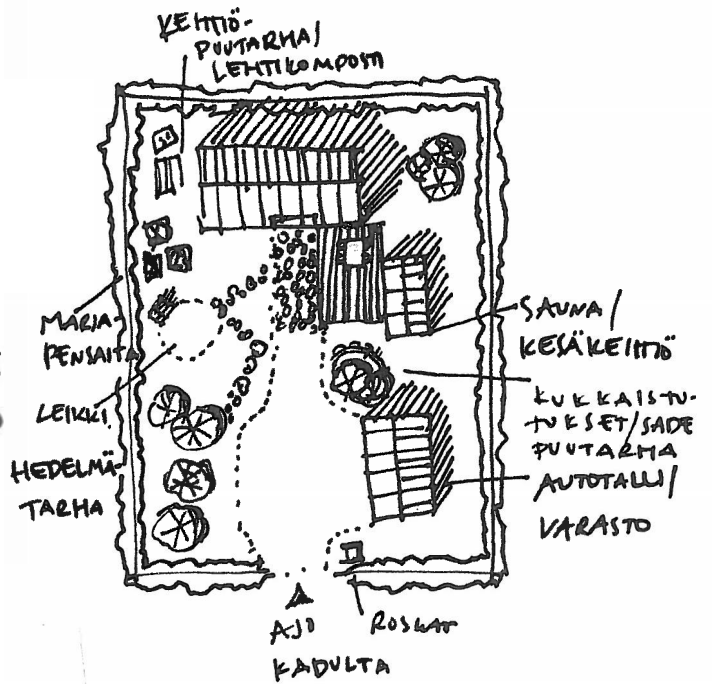 KEITTIÖ-
PUUTARHA/
LEHTIKOMPOSTI
MARJA-
PENSAITA
LEIKKI
HEDELMÄ-
TARHA
SAUNA/
KESÄKEITTIÖ
KUKKAISTU-
TUKSET/SADE
PUUTARHA
AUTOTALLI/
VARASTO
ROSKAT
AJO
KADULTA